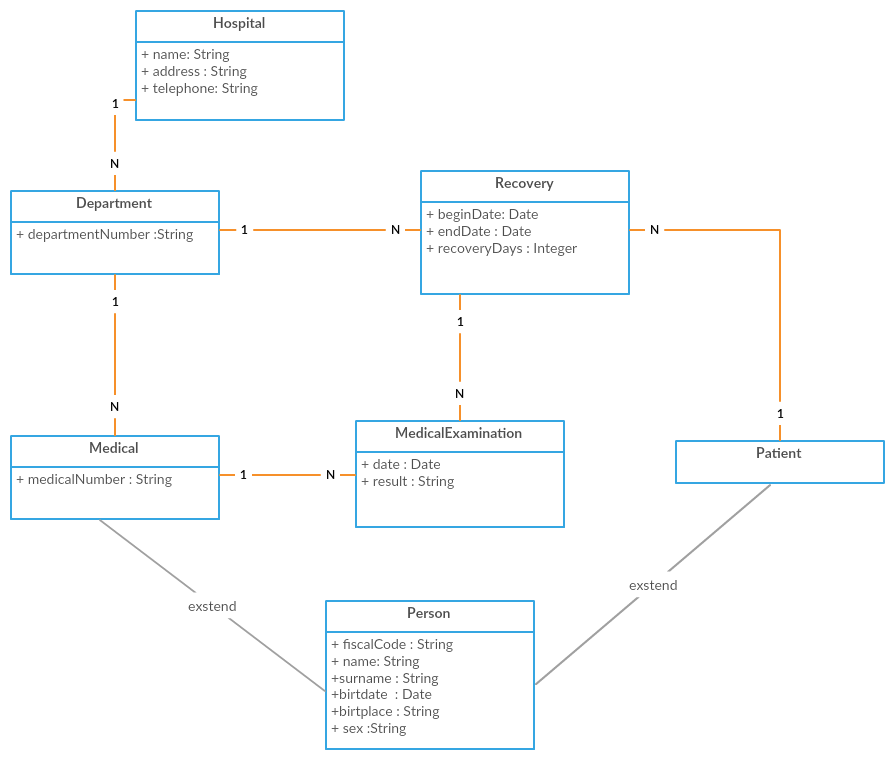 Hospital
+ name: String
+ address : String
+ telephone: String
1
N
Department
+ departmentNumber :String
1
N
Recovery
+ beginDate: Date
+ endDate : Date
+ recoveryDays : Integer
N
1
1
N
1
N
Medical
+ medicalNumber : String
1
N
MedicalExamination
+ date : Date
+ result : String
Patient
exstend
exstend
Person
+ fiscalCode : String
+ name: String
+surname : String
+birtdate  : Date
+birtplace : String
+ sex :String